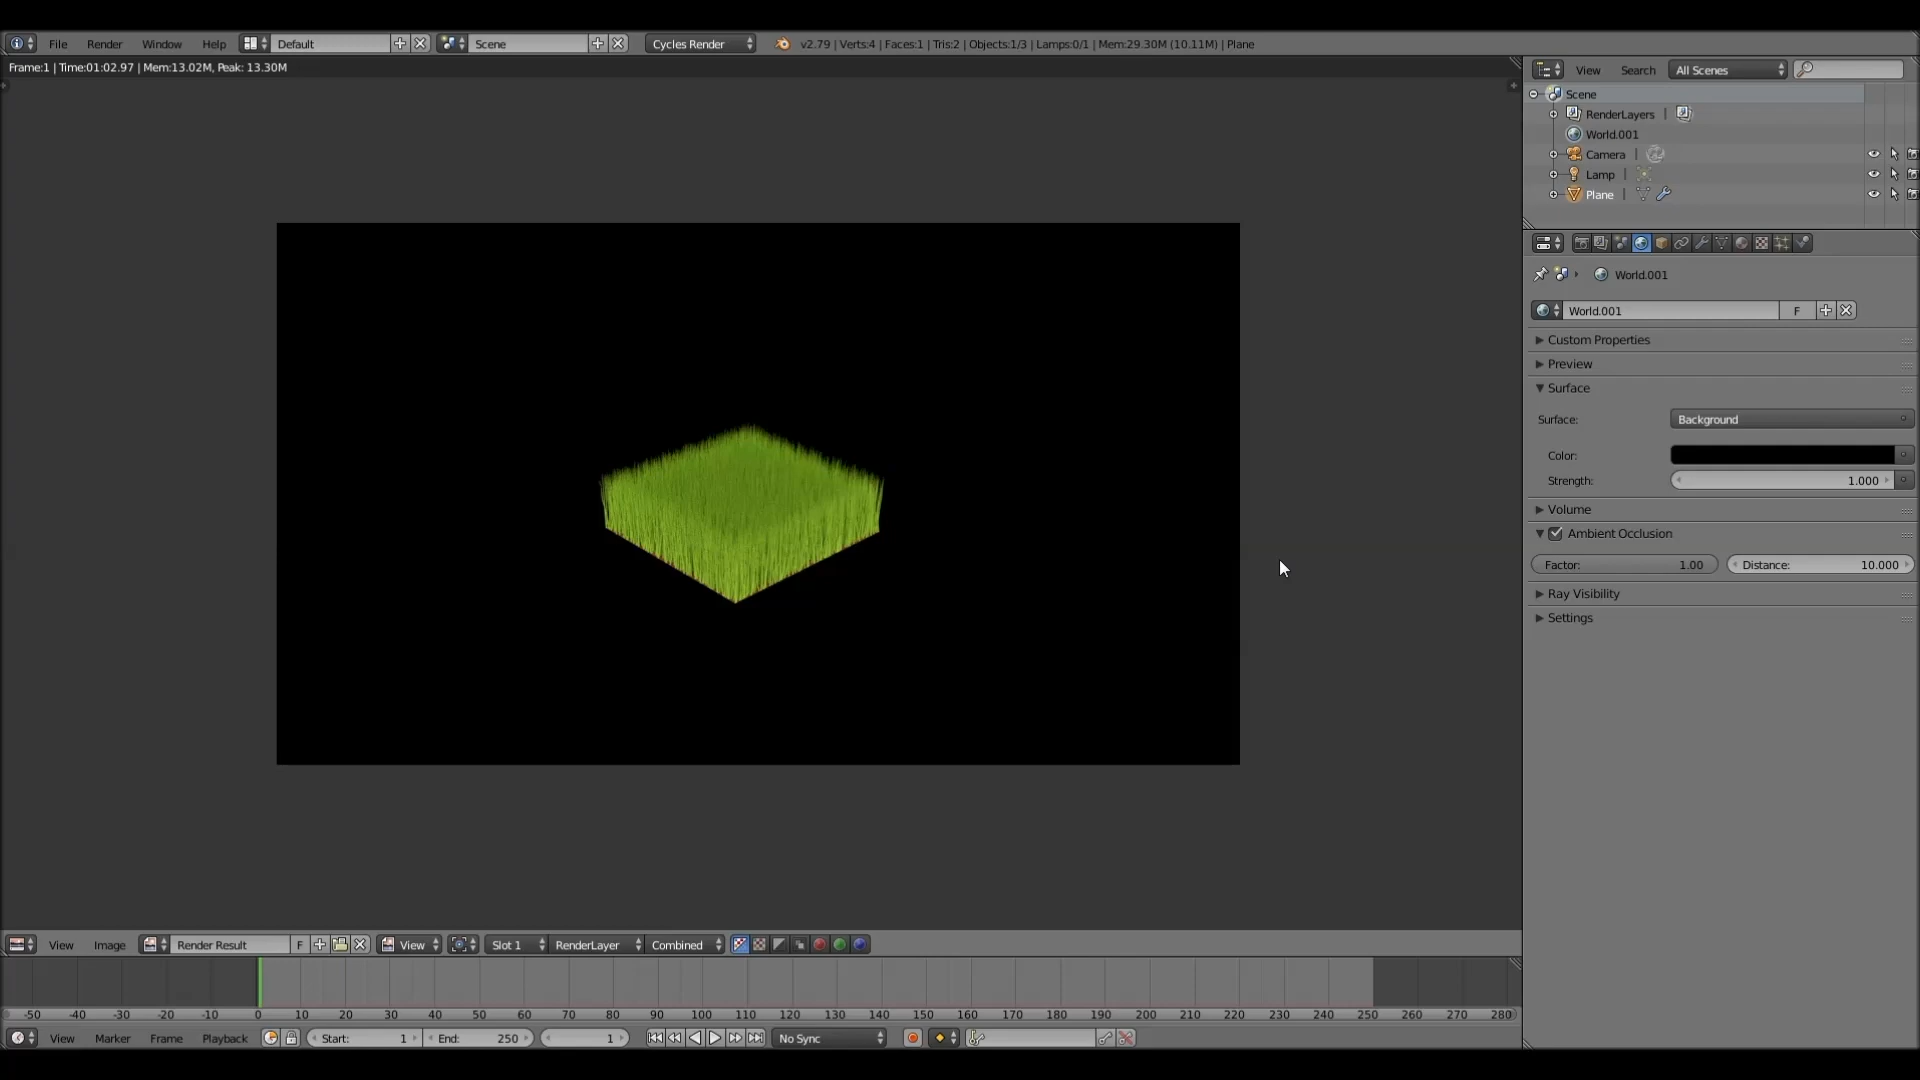 File Render Window Help Default Scene Cycles Render v2.79 | Verts:4 | Faces:1 | Tris:2 | Objects:1/3 | Lamps:0/1 | Mem:29.30M (10.11M) | Plane
Frame:1 | Time:01:02.97 | Mem:13.02M, Peak: 13.30M
View Search All Scenes
Scene
RenderLayers |
World.001
Camera |
Lamp |
Plane |
World.001
World.001 F
Custom Properties
Preview
Surface
Surface: Background
Color:
Strength: 1.000
Volume
Ambient Occlusion
Factor: 1.00 Distance: 10.000
Ray Visibility
Settings
View Image Render Result F View Slot 1 RenderLayer Combined
-50 -40 -30 -20 -10 0 10 20 30 40 50 60 70 80 90 100 110 120 130 140 150 160 170 180 190 200 210 220 230 240 250 260 270 280
View Marker Frame Playback Start: 1 End: 250 1 No Sync